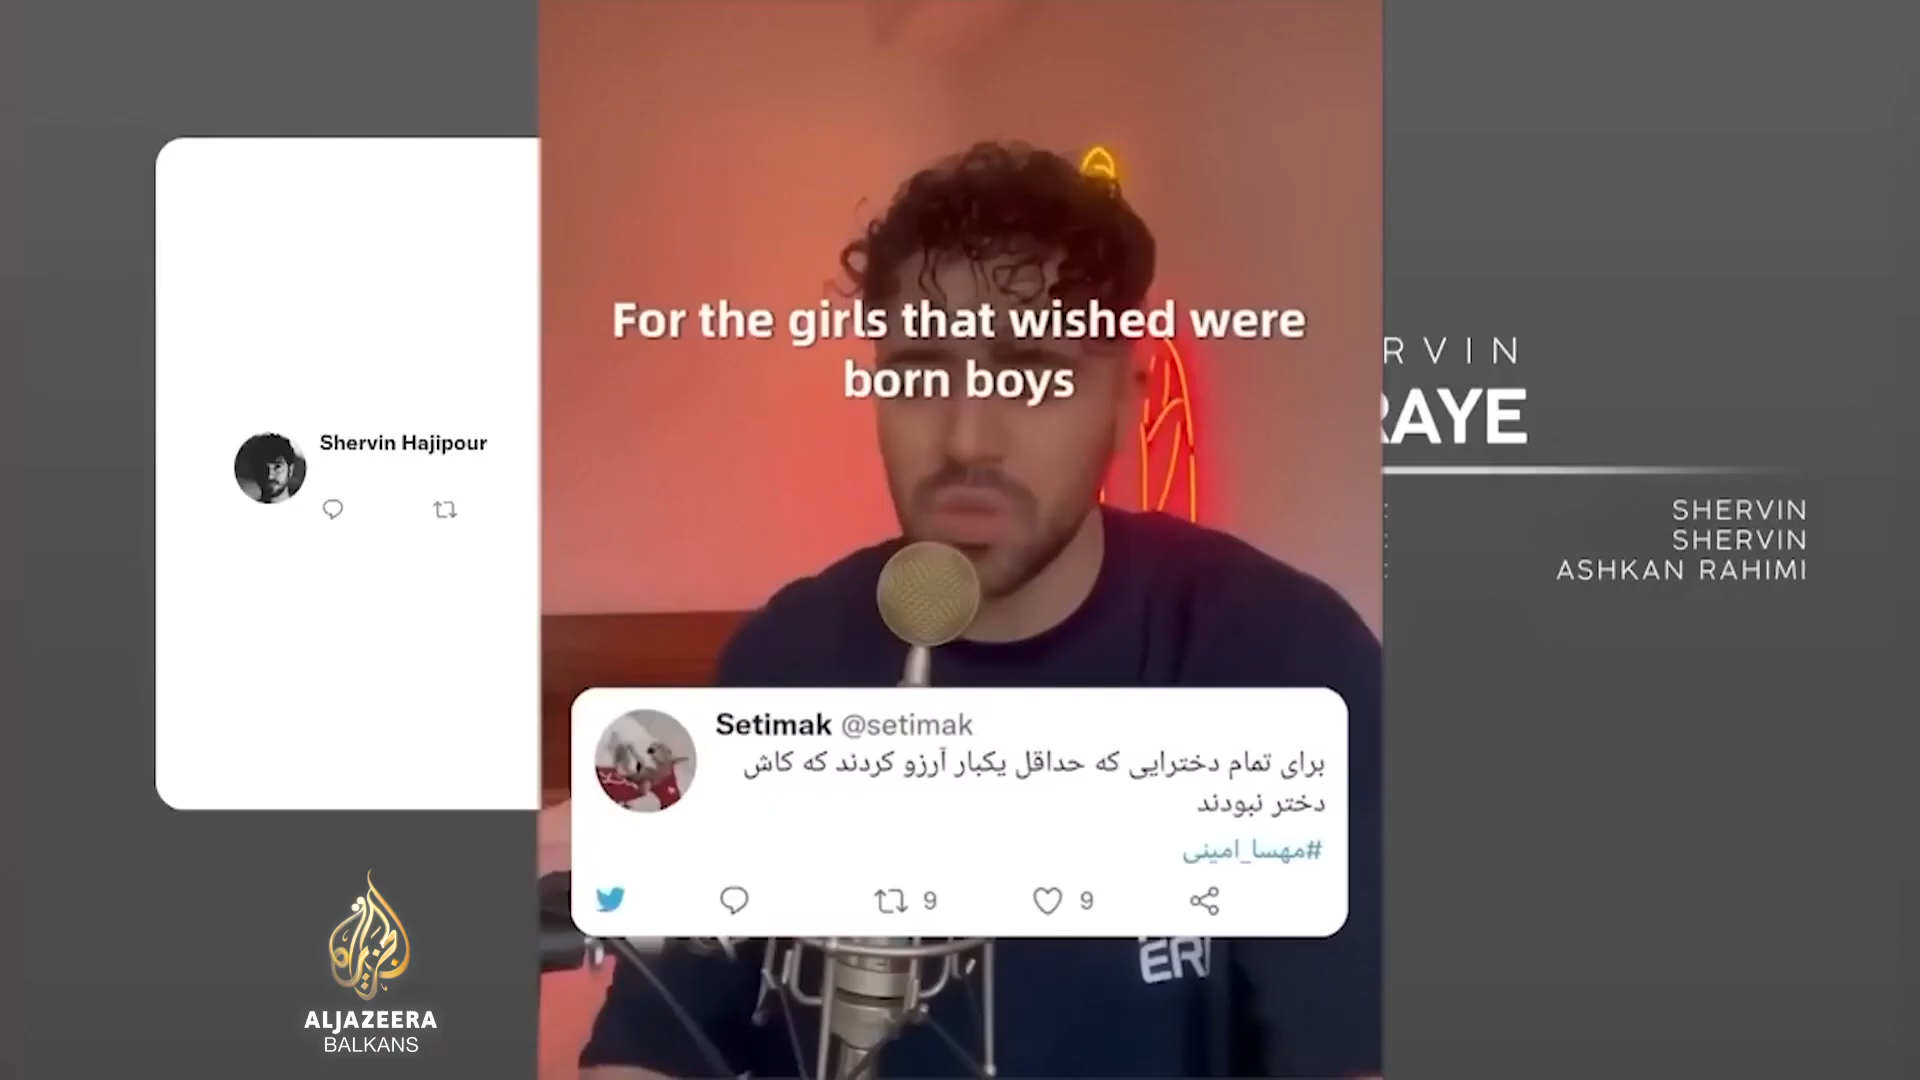 For the girls that wished were
born boys
Shervin Hajipour
RVIN
RAYE
SHERVIN
SHERVIN
ASHKAN RAHIMI
Setimak @setimak
برای تمام دخترایی که حداقل یکبار آرزو کردند که کاش
دختر نبودند
#مهسا_امینی
9
9
ER
ALJAZEERA
BALKANS